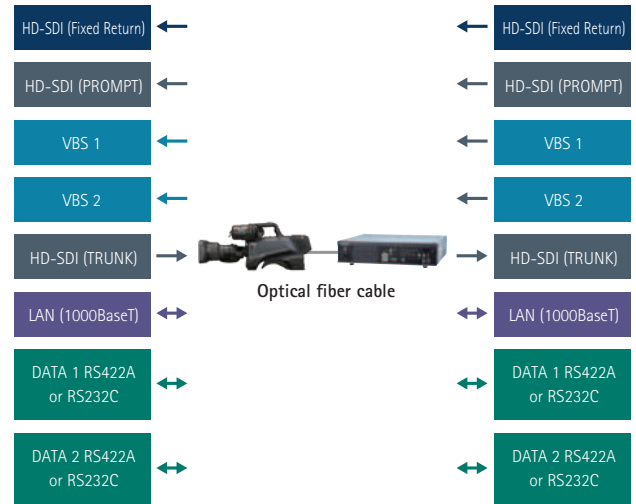 HD-SDI (Fixed Return)
HD-SDI (Fixed Return)
HD-SDI (PROMPT)
HD-SDI (PROMPT)
VBS 1
VBS 1
VBS 2
VBS 2
HD-SDI (TRUNK)
HD-SDI (TRUNK)
Optical fiber cable
LAN (1000BaseT)
LAN (1000BaseT)
DATA 1 RS422A
or RS232C
DATA 1 RS422A
or RS232C
DATA 2 RS422A
or RS232C
DATA 2 RS422A
or RS232C